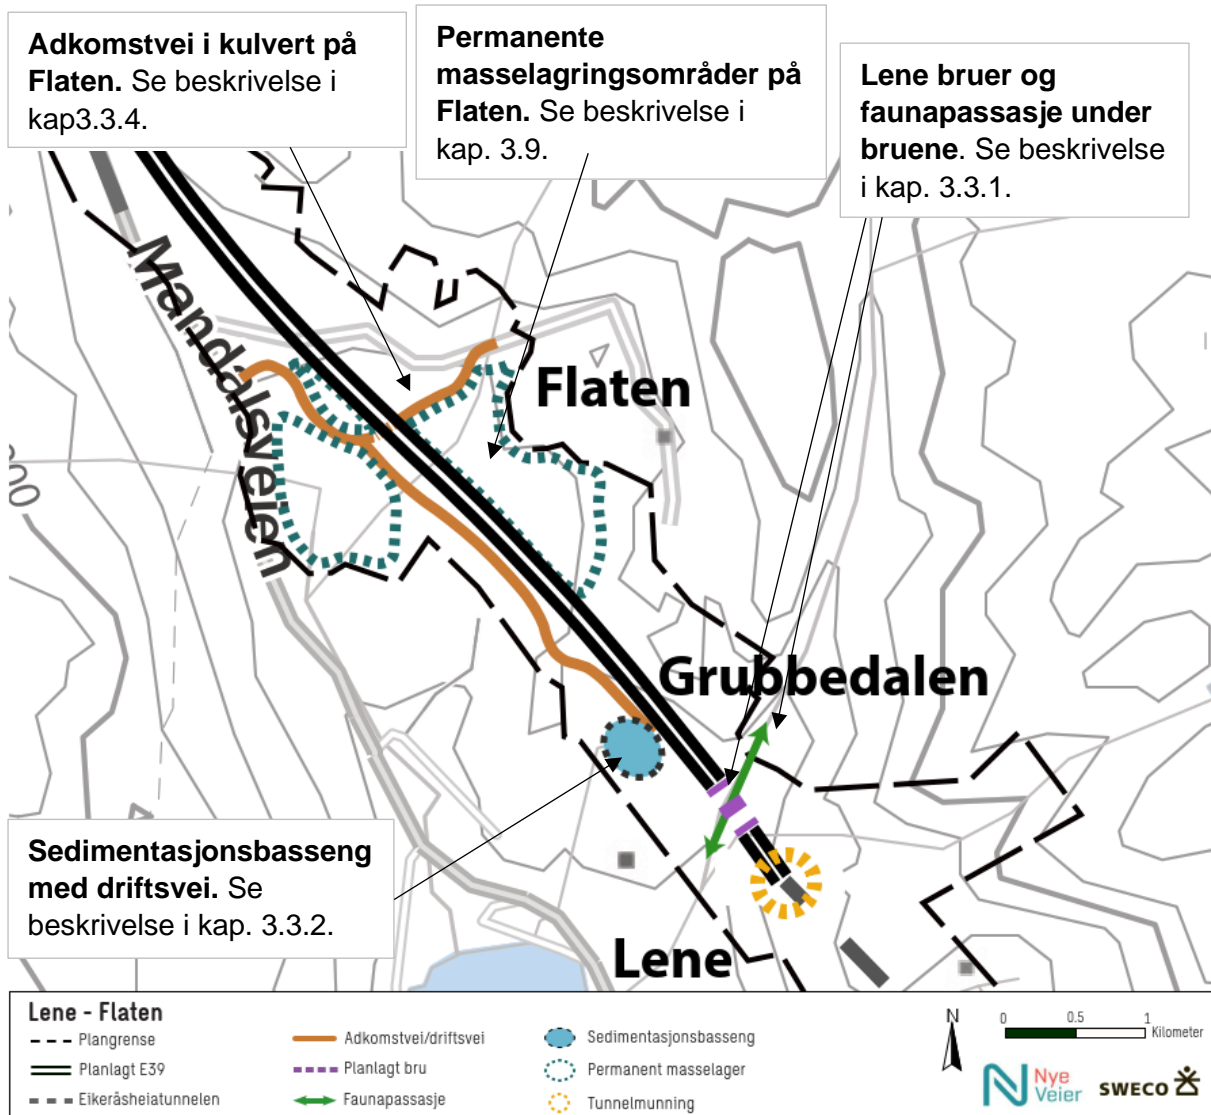 Adkomstvei i kulvert på
Flaten. Se beskrivelse i
kap3.3.4.
Permanente
masselagringsområder på
Flaten. Se beskrivelse i
kap. 3.9.
Lene bruer og
faunapassasje under
bruene. Se beskrivelse
i kap. 3.3.1.
Mandalsveien
Flaten
Grubbedalen
Sedimentasjonsbasseng
med driftsvei. Se
beskrivelse i kap. 3.3.2.
Lene
Lene - Flaten
Plangrense
Planlagt E39
Eikeråsheiatunnelen
Adkomstvei/driftsvei
Planlagt bru
Faunapassasje
Sedimentasjonsbasseng
Permanent masselager
Tunnelmunning
N
0 0.5 1
Kilometer
Nye
Veier
SWECO